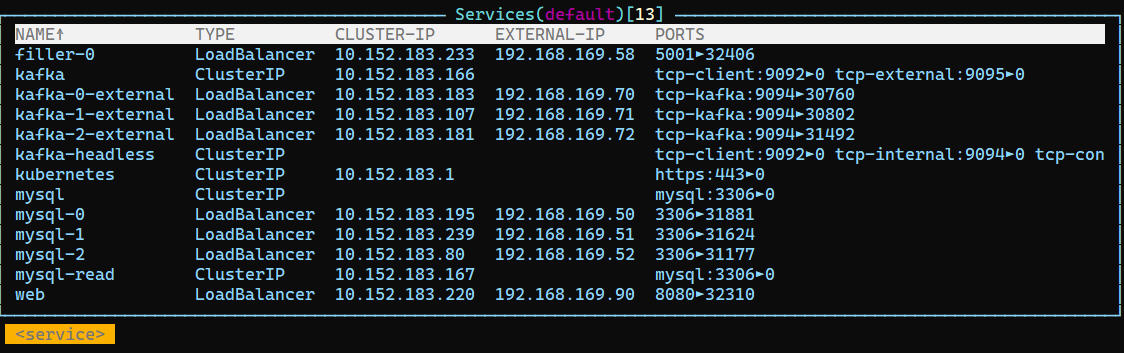 Services(default)[13]
NAME↑ TYPE CLUSTER-IP EXTERNAL-IP PORTS
filler-0 LoadBalancer 10.152.183.233 192.168.169.58 5001►32406
kafka ClusterIP 10.152.183.166 tcp-client:9092►0 tcp-external:9095►0
kafka-0-external LoadBalancer 10.152.183.183 192.168.169.70 tcp-kafka:9094►30760
kafka-1-external LoadBalancer 10.152.183.107 192.168.169.71 tcp-kafka:9094►30802
kafka-2-external LoadBalancer 10.152.183.181 192.168.169.72 tcp-kafka:9094►31492
kafka-headless ClusterIP tcp-client:9092►0 tcp-internal:9094►0 tcp-con
kubernetes ClusterIP 10.152.183.1 https:443►0
mysql ClusterIP mysql:3306►0
mysql-0 LoadBalancer 10.152.183.195 192.168.169.50 3306►31881
mysql-1 LoadBalancer 10.152.183.239 192.168.169.51 3306►31624
mysql-2 LoadBalancer 10.152.183.80 192.168.169.52 3306►31177
mysql-read ClusterIP 10.152.183.167 mysql:3306►0
web LoadBalancer 10.152.183.220 192.168.169.90 8080►32310
<service>